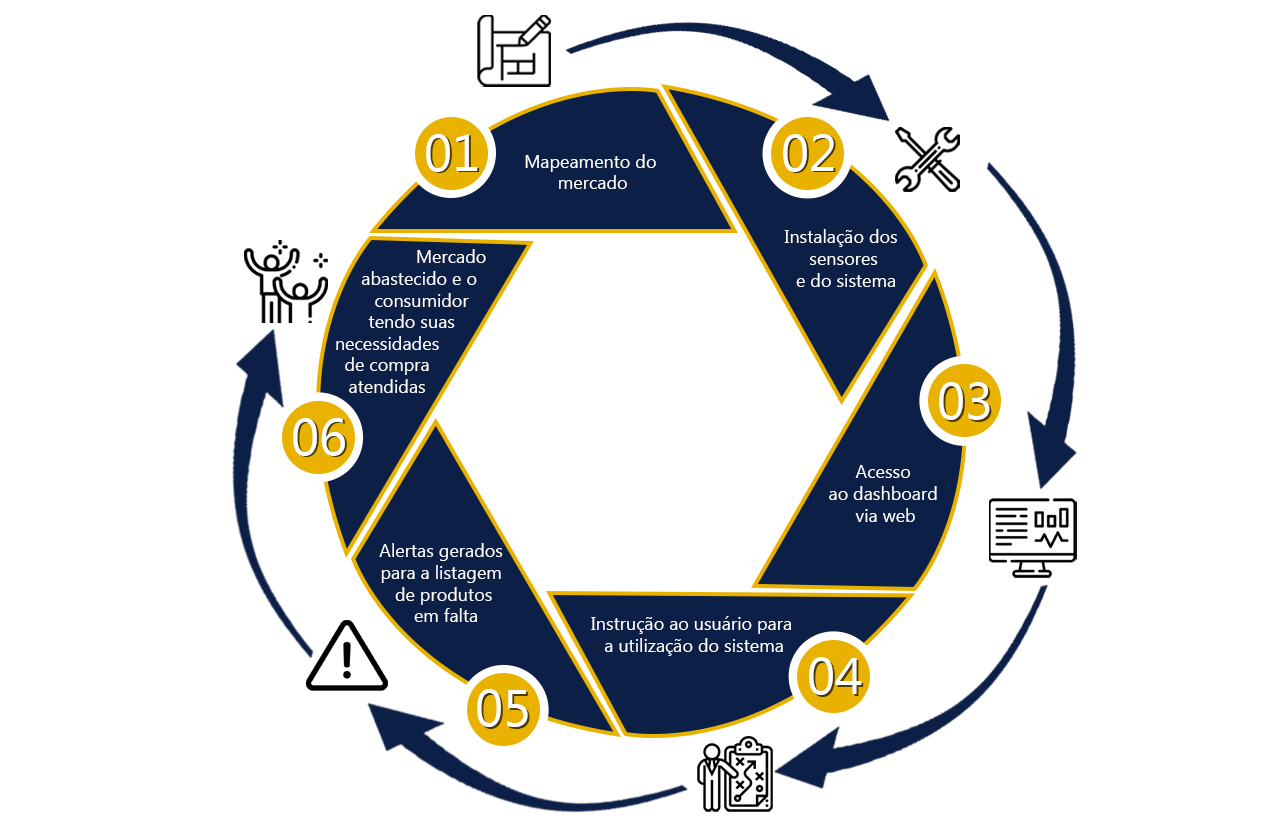 01
Mapeamento do
mercado
02
Instalação dos
sensores
e do sistema
03
Acesso
ao dashboard
via web
04
Instrução ao usuário para
a utilização do sistema
05
Alertas gerados
para a listagem
de produtos
em falta
06
Mercado
abastecido e o
consumidor
tendo suas
necessidades
de compra
atendidas